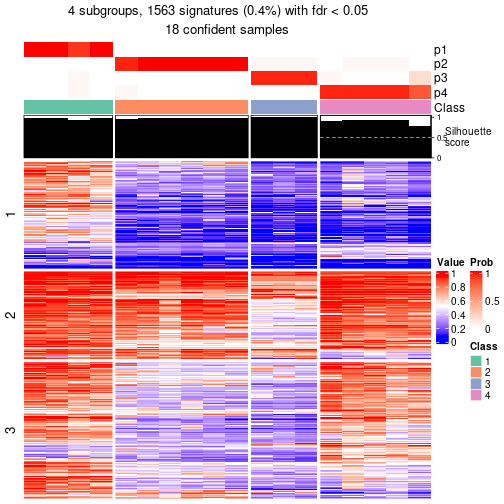 4 subgroups, 1563 signatures (0.4%) with fdr < 0.05
18 confident samples
p1
p2
p3
p4
Class
1
0.5
0
Silhouette
score
1
2
3
Value
1
0.8
0.6
0.4
0.2
0
Prob
1
0.5
0
Class
1
2
3
4